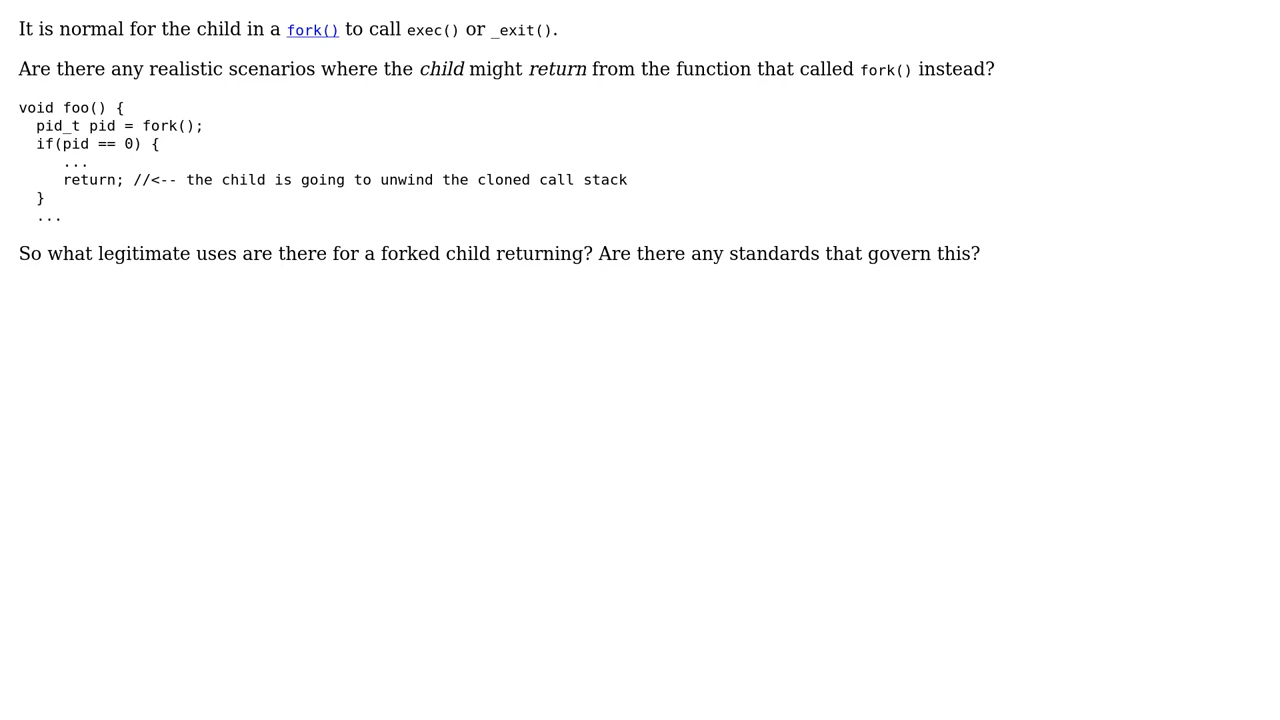 It is normal for the child in a fork() to call exec() or _exit().
Are there any realistic scenarios where the child might return from the function that called fork() instead?
void foo() {
  pid_t pid = fork();
  if(pid == 0) {
     ...
     return; //<-- the child is going to unwind the cloned call stack
  }
  ...
So what legitimate uses are there for a forked child returning? Are there any standards that govern this?